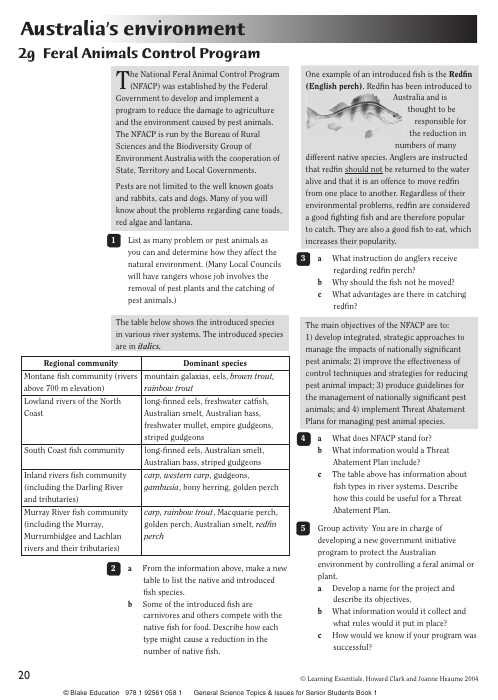 Australia's environment
2g Feral Animals Control Program
The National Feral Animal Control Program
(NFACP) was established by the Federal
Government to develop and implement a
program to reduce the damage to agriculture
and the environment caused by pest animals.
The NFACP is run by the Bureau of Rural
Sciences and the Biodiversity Group of
Environment Australia with the cooperation of
State, Territory and Local Governments.
Pests are not limited to the well known goats
and rabbits, cats and dogs. Many of you will
know about the problems regarding cane toads,
red algae and lantana.
1 List as many problem or pest animals as
you can and determine how they affect the
natural environment. (Many Local Councils
will have rangers whose job involves the
removal of pest plants and the catching of
pest animals.)
The table below shows the introduced species
in various river systems. The introduced species
are in italics.
Regional community Dominant species
Montane fish community (rivers
above 700 m elevation)
mountain galaxias, eels, brown trout,
rainbow trout
Lowland rivers of the North
Coast
long-finned eels, freshwater catfish,
Australian smelt, Australian bass,
freshwater mullet, empire gudgeons,
striped gudgeons
South Coast fish community
long-finned eels, Australian smelt,
Australian bass, striped gudgeons
Inland rivers fish community
(including the Darling River
and tributaries)
carp, western carp, gudgeons,
gambusia, bony herring, golden perch
Murray River fish community
(including the Murray,
Murrumbidgee and Lachlan
rivers and their tributaries)
carp, rainbow trout, Macquarie perch,
golden perch, Australian smelt, redfin
perch
2 a From the information above, make a new
table to list the native and introduced
fish species.
b Some of the introduced fish are
carnivores and others compete with the
native fish for food. Describe how each
type might cause a reduction in the
number of native fish.
One example of an introduced fish is the Redfin
(English perch). Redfin has been introduced to
Australia and is
thought to be
responsible for
the reduction in
numbers of many
different native species. Anglers are instructed
that redfin should not be returned to the water
alive and that it is an offence to move redfin
from one place to another. Regardless of their
environmental problems, redfin are considered
a good fighting fish and are therefore popular
to catch. They are also a good fish to eat, which
increases their popularity.
3 a What instruction do anglers receive
regarding redfin perch?
b Why should the fish not be moved?
c What advantages are there in catching
redfin?
The main objectives of the NFACP are to:
1) develop integrated, strategic approaches to
manage the impacts of nationally significant
pest animals; 2) improve the effectiveness of
control techniques and strategies for reducing
pest animal impact; 3) produce guidelines for
the management of nationally significant pest
animals; and 4) implement Threat Abatement
Plans for managing pest animal species.
4 a What does NFACP stand for?
b What information would a Threat
Abatement Plan include?
c The table above has information about
fish types in river systems. Describe
how this could be useful for a Threat
Abatement Plan.
5 Group activity You are in charge of
developing a new government initiative
program to protect the Australian
environment by controlling a feral animal or
plant.
a Develop a name for the project and
describe its objectives.
b What information would it collect and
what rules would it put in place?
c How would we know if your program was
successful?
20
© Learning Essentials, Howard Clark and Joanne Heaume 2004
© Blake Education 978 1 92561 058 1 General Science Topics & Issues for Senior Students Book 1